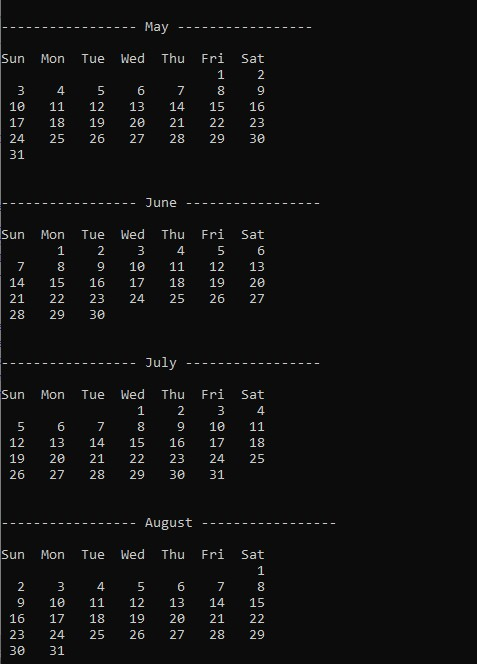 ----------------- May -----------------
Sun  Mon  Tue  Wed  Thu  Fri  Sat
                           1    2
  3    4    5    6    7    8    9
 10   11   12   13   14   15   16
 17   18   19   20   21   22   23
 24   25   26   27   28   29   30
 31
----------------- June -----------------
Sun  Mon  Tue  Wed  Thu  Fri  Sat
       1    2    3    4    5    6
  7    8    9   10   11   12   13
 14   15   16   17   18   19   20
 21   22   23   24   25   26   27
 28   29   30
----------------- July -----------------
Sun  Mon  Tue  Wed  Thu  Fri  Sat
                 1    2    3    4
  5    6    7    8    9   10   11
 12   13   14   15   16   17   18
 19   20   21   22   23   24   25
 26   27   28   29   30   31
----------------- August -----------------
Sun  Mon  Tue  Wed  Thu  Fri  Sat
                                1
  2    3    4    5    6    7    8
  9   10   11   12   13   14   15
 16   17   18   19   20   21   22
 23   24   25   26   27   28   29
 30   31